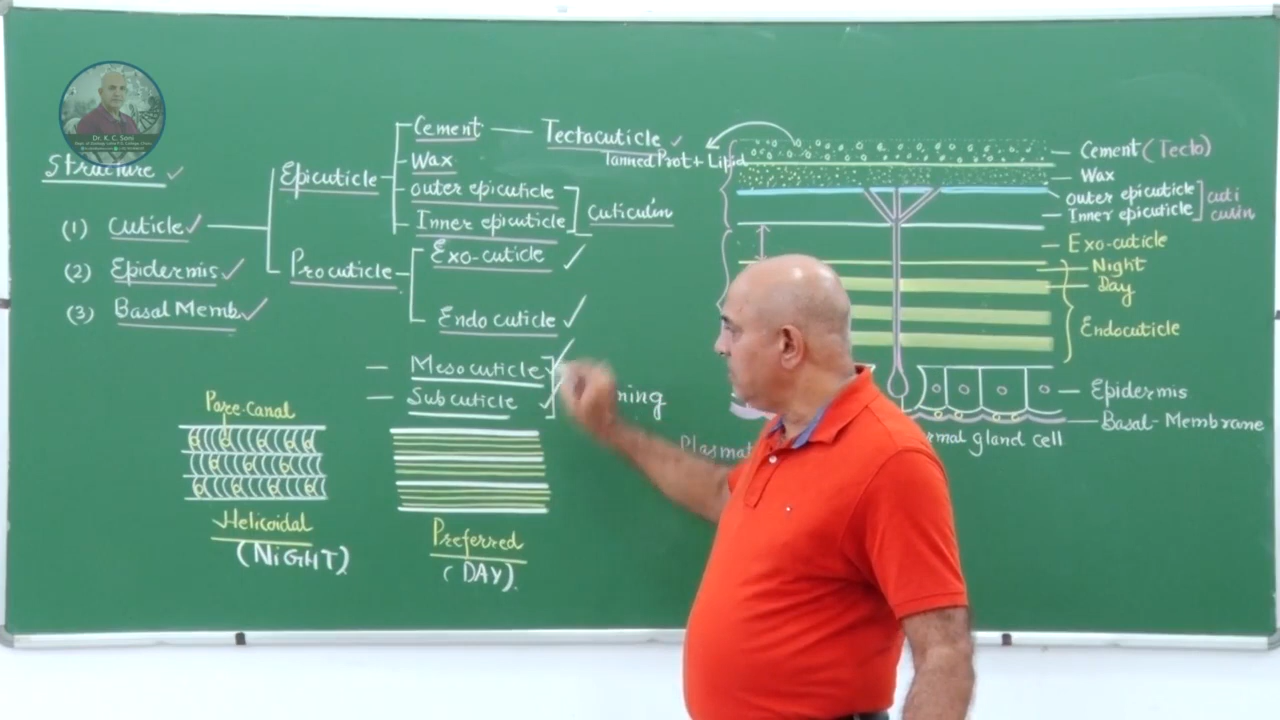 Dr. K. C. Soni
Structure
(1) Cuticle
(2) Epidermis
(3) Basal Memb.
Epicuticle
Procuticle
Cement — Tectocuticle
Tanned Prot + Lipid
Wax
outer epicuticle
Inner epicuticle
Cuticulin
Exo-cuticle
Endo cuticle
— Mesocuticle
— Subcuticle
Pore-Canal
Helicoidal
(NiGHT)
Preferred
(DAY)
Cement (Tecto)
Wax
outer epicuticle
Inner epicuticle
Exo-cuticle
Night
Day
Endocuticle
Epidermis
Basal-Membrane
gland cell